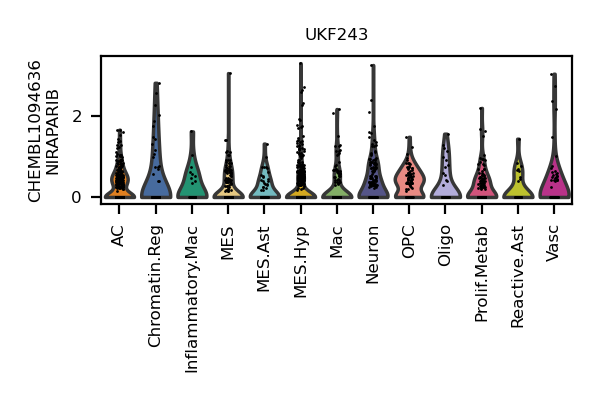 UKF243
CHEMBL1094636
NIRAPARIB
2
0
AC
Chromatin.Reg
Inflammatory.Mac
MES
MES.Ast
MES.Hyp
Mac
Neuron
OPC
Oligo
Prolif.Metab
Reactive.Ast
Vasc